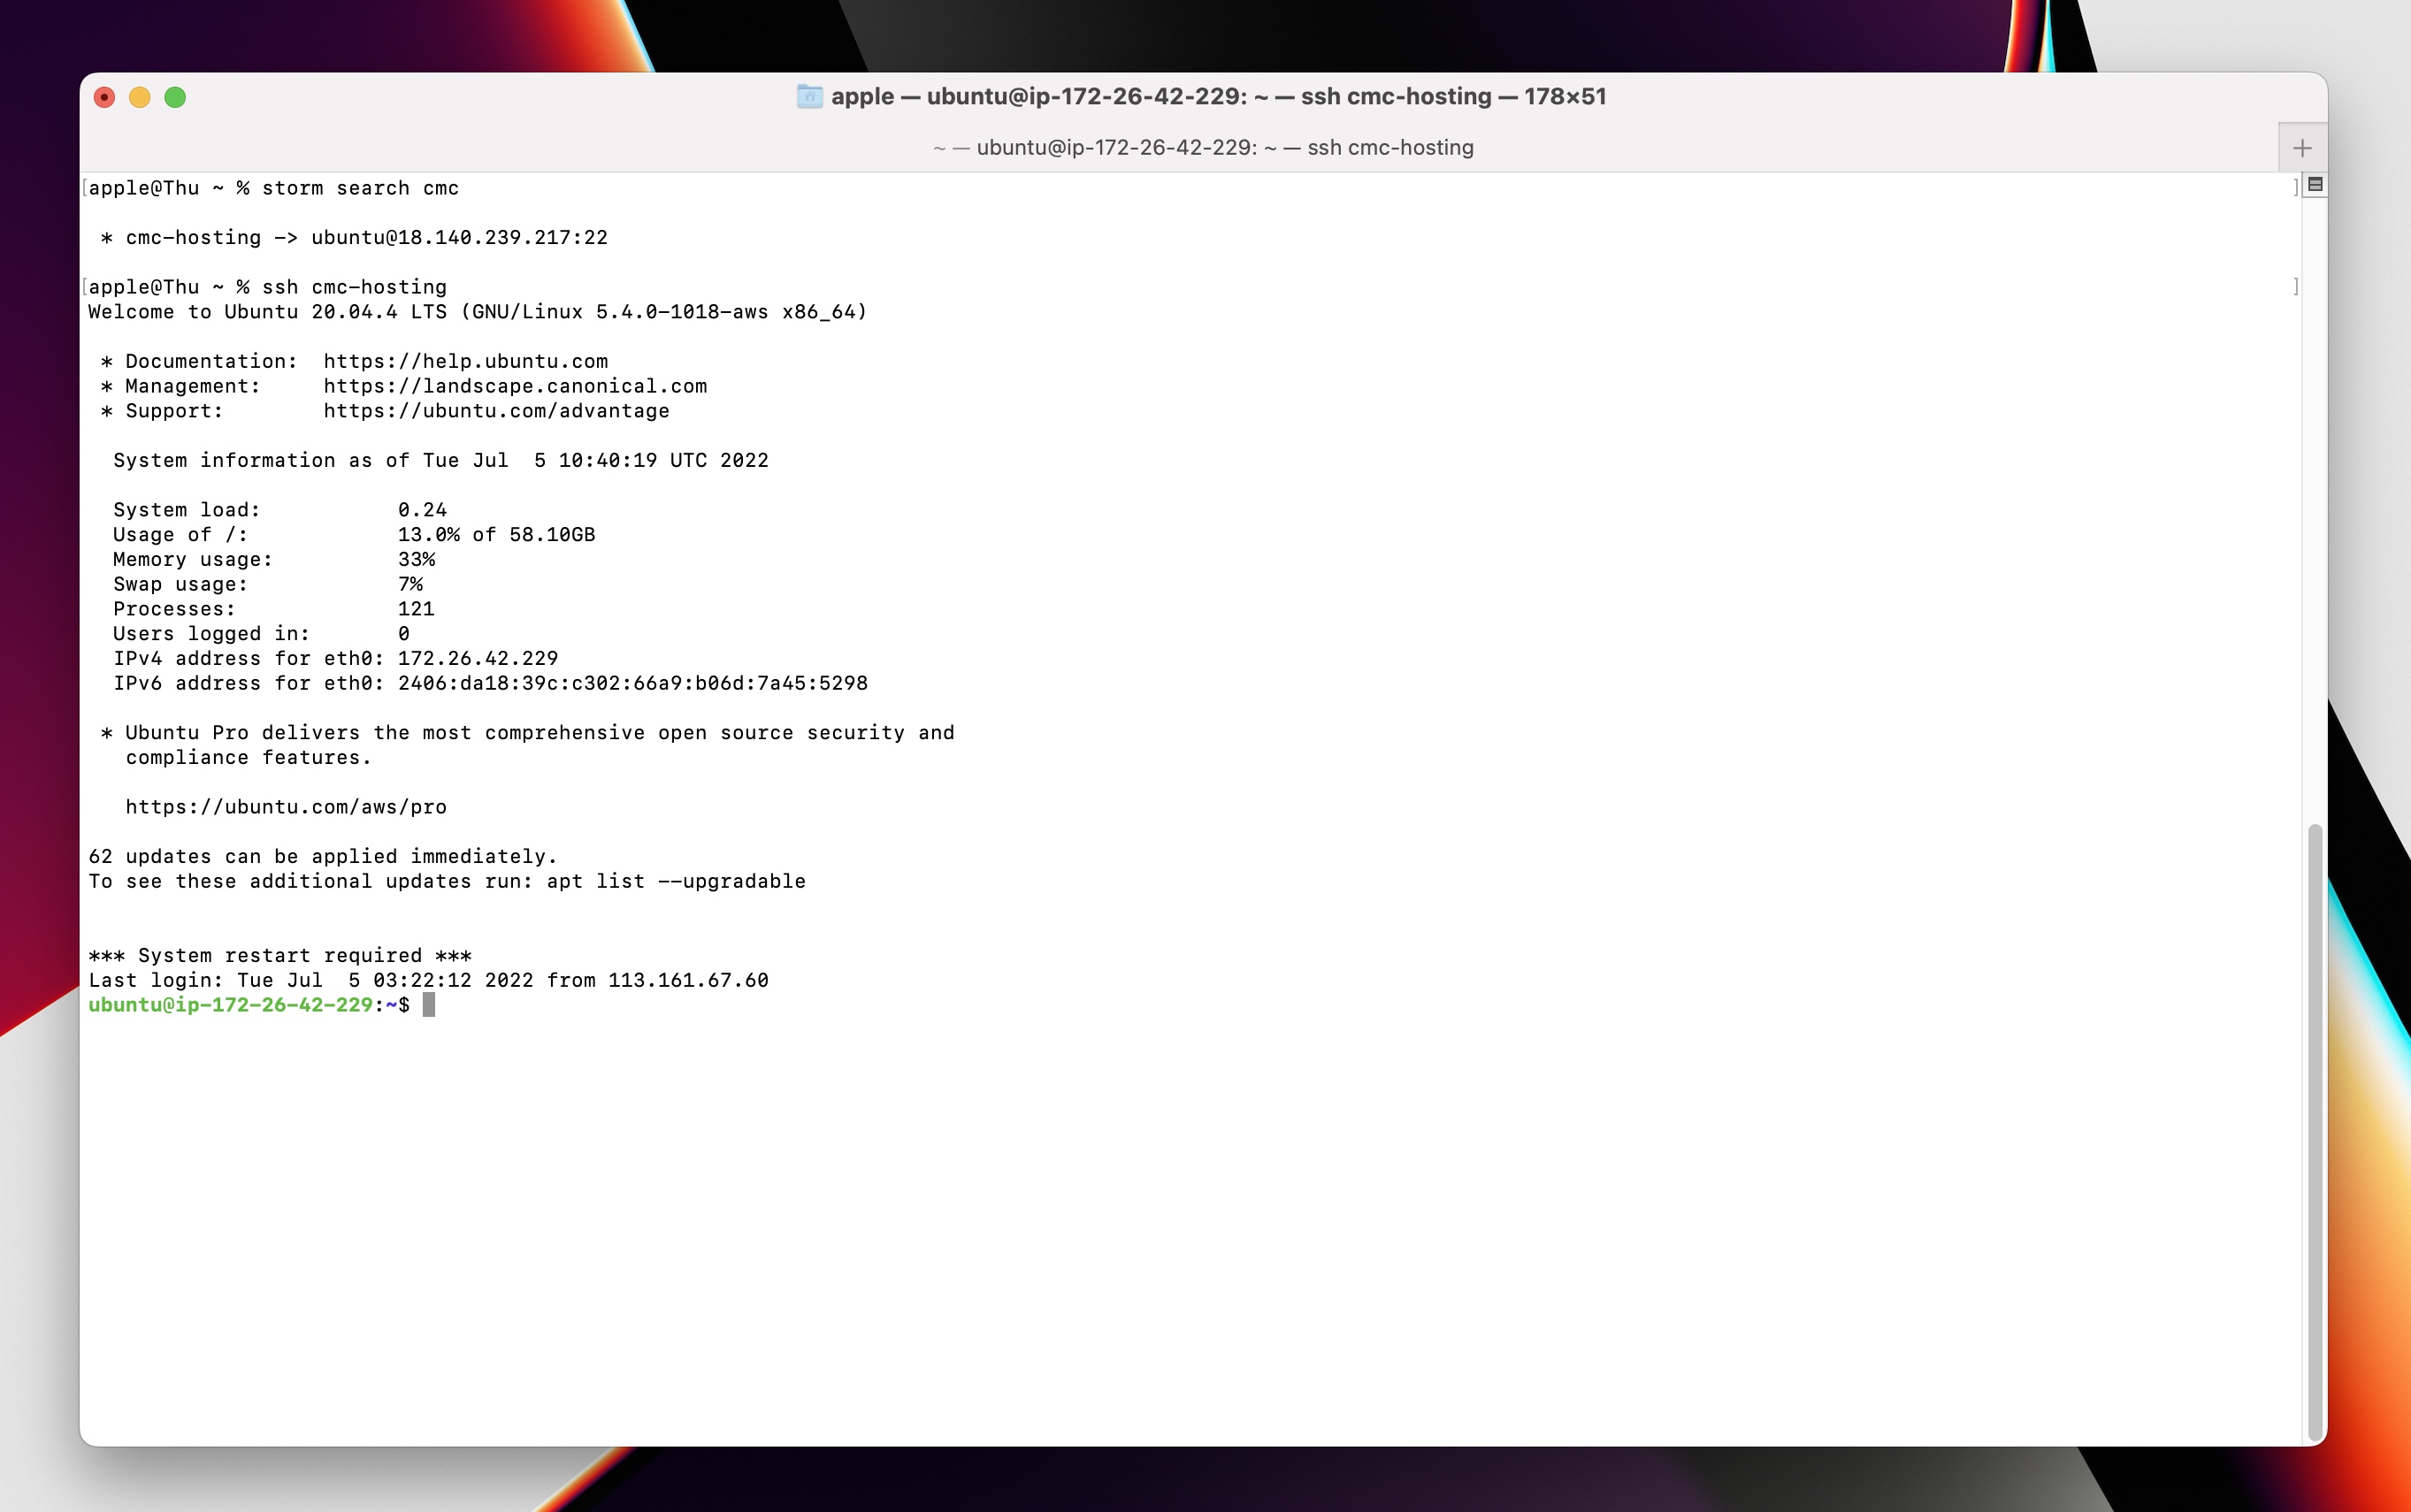 apple — ubuntu@ip-172-26-42-229: ~ — ssh cmc-hosting — 178×51
~ — ubuntu@ip-172-26-42-229: ~ — ssh cmc-hosting
[apple@Thu ~ % storm search cmc ]
* cmc-hosting -> ubuntu@18.140.239.217:22
[apple@Thu ~ % ssh cmc-hosting ]
Welcome to Ubuntu 20.04.4 LTS (GNU/Linux 5.4.0-1018-aws x86_64)
* Documentation:  https://help.ubuntu.com
* Management:     https://landscape.canonical.com
* Support:        https://ubuntu.com/advantage
System information as of Tue Jul  5 10:40:19 UTC 2022
System load:           0.24
Usage of /:            13.0% of 58.10GB
Memory usage:          33%
Swap usage:            7%
Processes:             121
Users logged in:       0
IPv4 address for eth0: 172.26.42.229
IPv6 address for eth0: 2406:da18:39c:c302:66a9:b06d:7a45:5298
* Ubuntu Pro delivers the most comprehensive open source security and
compliance features.
https://ubuntu.com/aws/pro
62 updates can be applied immediately.
To see these additional updates run: apt list --upgradable
*** System restart required ***
Last login: Tue Jul  5 03:22:12 2022 from 113.161.67.60
ubuntu@ip-172-26-42-229:~$